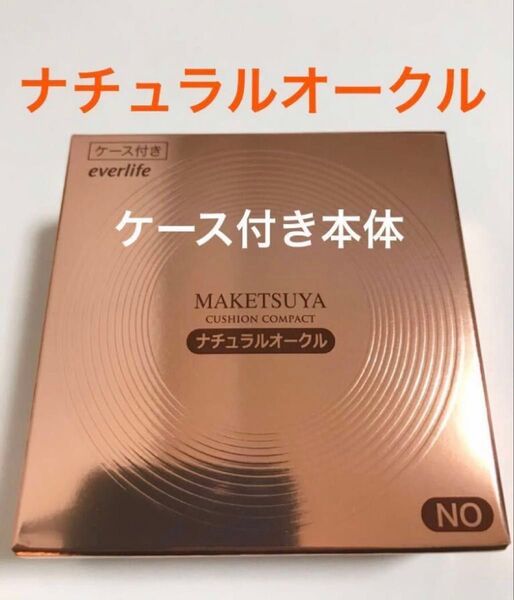 ナチュラルオークル
ケース付き
everlife
ケース付き本体
MAKETSUYA
CUSHION COMPACT
ナチュラルオークル
NO